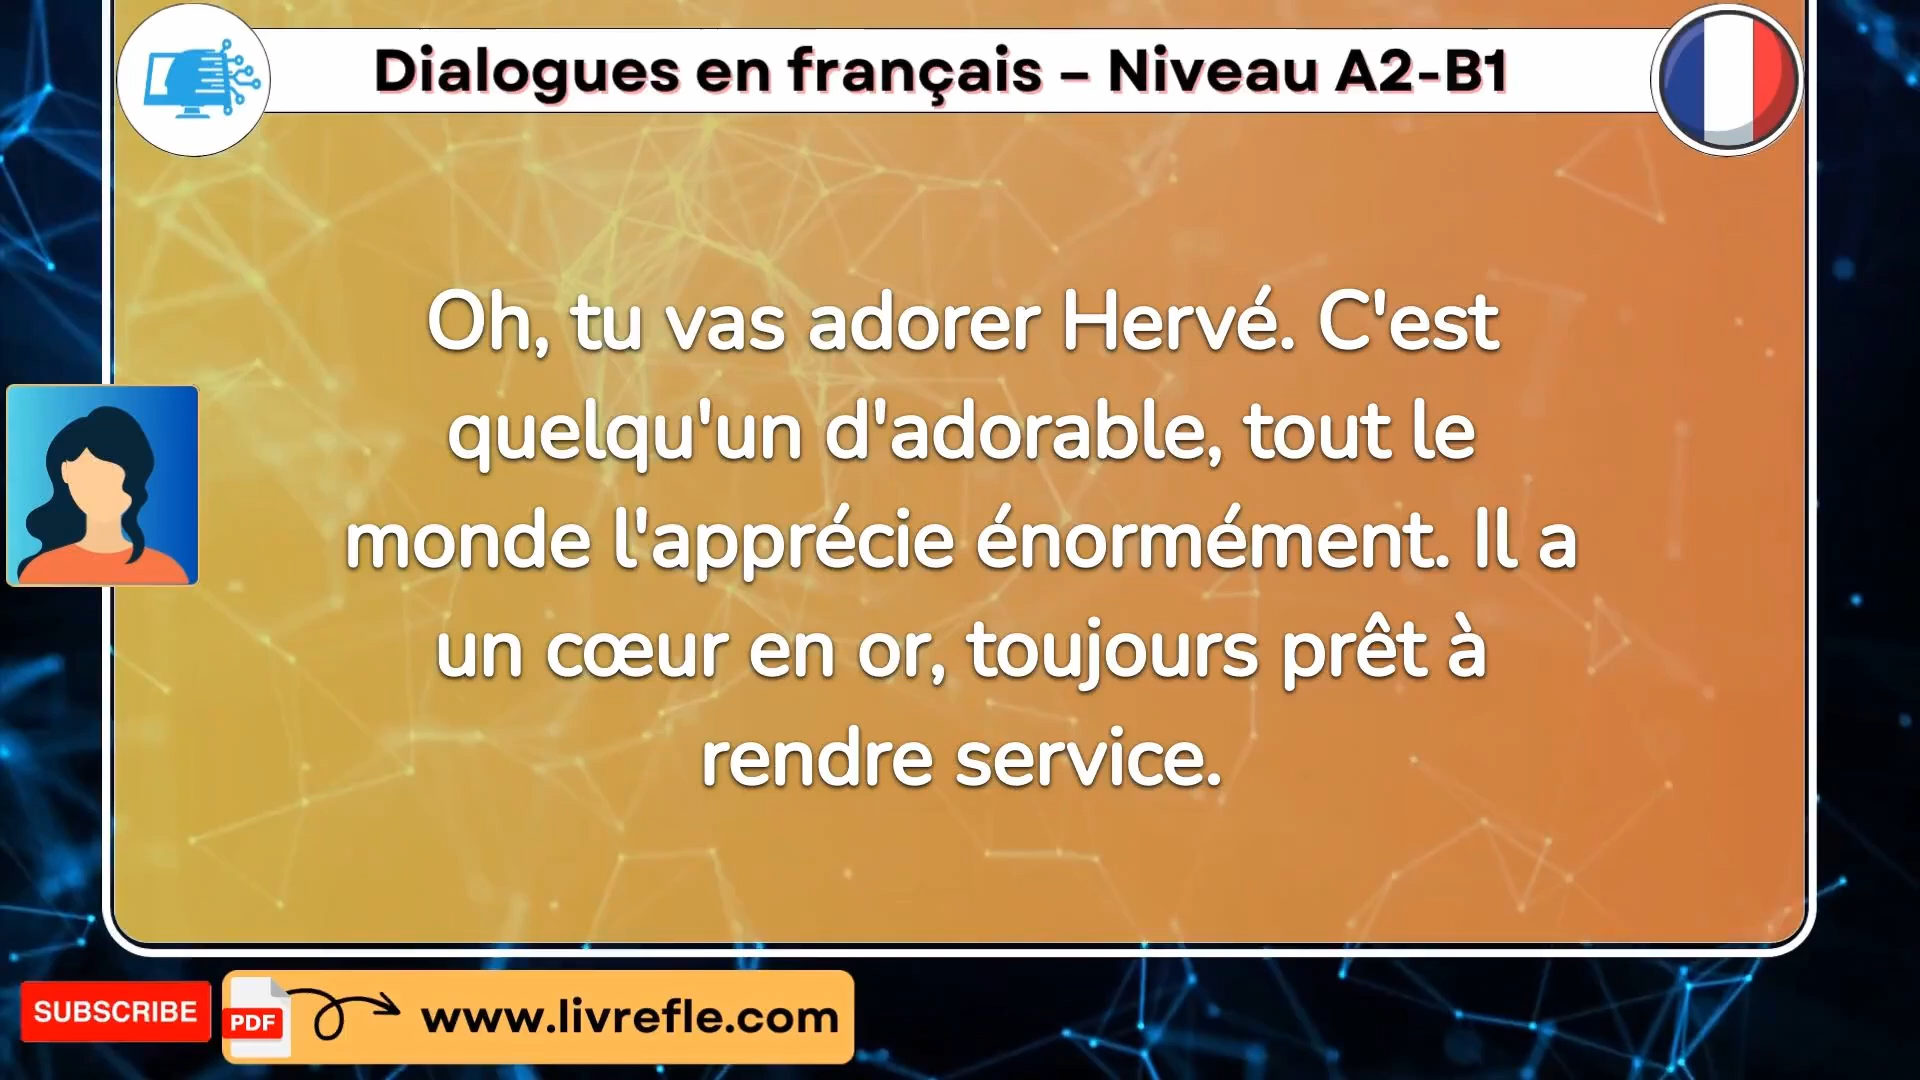 Dialogues en français – Niveau A2-B1
Oh, tu vas adorer Hervé. C'est
quelqu'un d'adorable, tout le
monde l'apprécie énormément. Il a
un cœur en or, toujours prêt à
rendre service.
SUBSCRIBE
PDF
www.livrefle.com